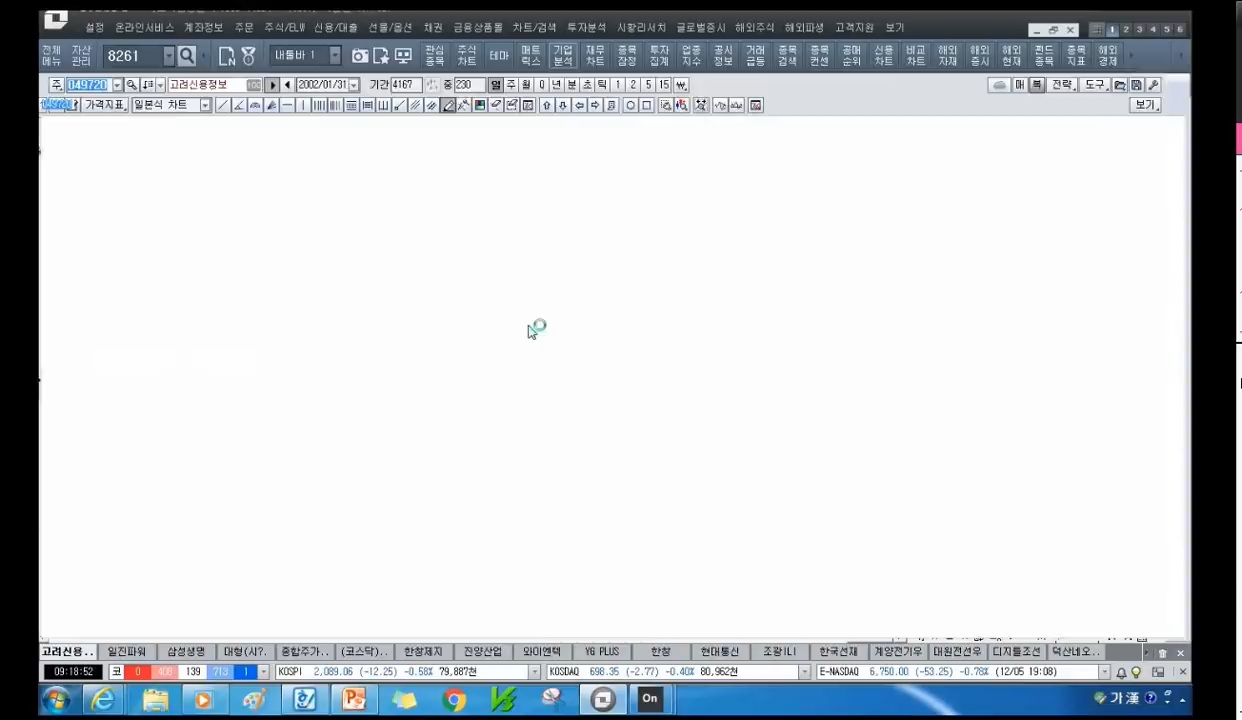 설정 온라인서비스 계좌정보 주문 주식/ELW 신용/대출 선물/옵션 채권 금융상품몰 차트/검색 투자분석 시황리서치 글로벌증시 해외주식 해외파생 고객지원 보기
1 2 3 4 5 6
전체메뉴 자산관리 8261 내툴바 1 관심종목 주식차트 테마 매트릭스 기업분석 재무차트 종목잠정 투자집계 업종지수 공시정보 거래급등 종목검색 종목컨센 공매순위 신용차트 비교차트 해외자재 해외증시 해외현재 펀드종목 종목지표 해외경제
주 049720 고려신용정보 2002/01/31 기간 4167 중 230 일 주 월 Q 년 분 초 틱 1 2 5 15 ₩ 매 복 전략 도구
가격지표 일본식 차트 보기
고려신용.. 일진파워 삼성생명 대형(시?. 종합주가.. (코스닥).. 한창제지 진양산업 와이엔텍 YG PLUS 한창 현대통신 조광ILI 한국선재 계양전기우 대원전선우 디지틀조선 덕산네오..
09:18:52 코 0 408 139 713 1 KOSPI 2,089.06 (-12.25) -0.58% 79,887천 KOSDAQ 698.35 (-2.77) -0.40% 80,962천 E-NASDAQ 6,750.00 (-53.25) -0.78% (12/05 19:08)
On 가 漢